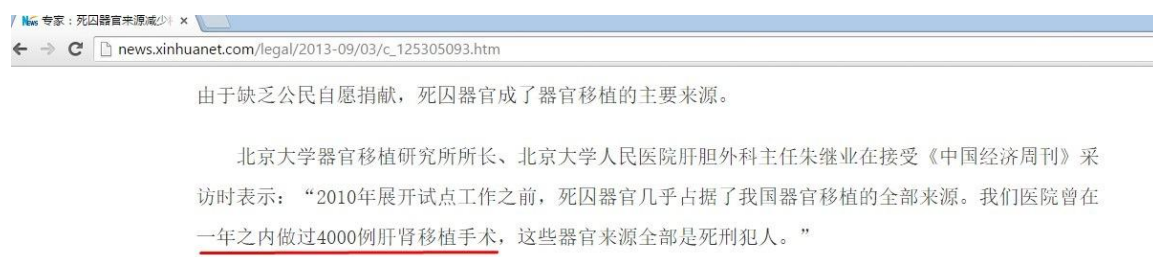 News 专家：死囚器官来源减少
news.xinhuanet.com/legal/2013-09/03/c_125305093.htm
由于缺乏公民自愿捐献，死囚器官成了器官移植的主要来源。
北京大学器官移植研究所所长、北京大学人民医院肝胆外科主任朱继业在接受《中国经济周刊》采
访时表示：“2010年展开试点工作之前，死囚器官几乎占据了我国器官移植的全部来源。我们医院曾在
一年之内做过4000例肝肾移植手术，这些器官来源全部是死刑犯人。”